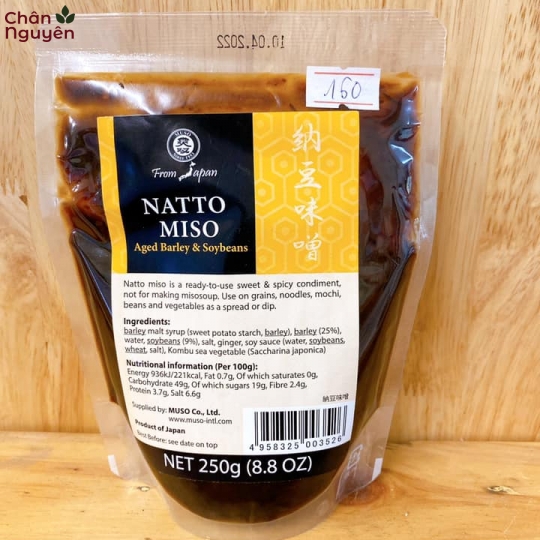 Chân
Nguyên
10.04.2022
160
MUSO
From Japan
納豆味噌
NATTO
MISO
Aged Barley & Soybeans
Natto miso is a ready-to-use sweet & spicy condiment,
not for making misosoup. Use on grains, noodles, mochi,
beans and vegetables as a spread or dip.
Ingredients:
barley malt syrup (sweet potato starch, barley), barley (25%),
water, soybeans (9%), salt, ginger, soy sauce (water, soybeans,
wheat, salt), Kombu sea vegetable (Saccharina japonica)
Nutritional information (Per 100g):
Energy 936kJ/221kcal, Fat 0.7g, Of which saturates 0g,
Carbohydrate 49g, Of which sugars 19g, Fibre 2.4g,
Protein 3.7g, Salt 6.6g
Supplied by: MUSO Co., Ltd.
www.muso-intl.com
Product of Japan
Best Before: see date on top
納豆味噌
4 958325 003526
NET 250g (8.8 OZ)